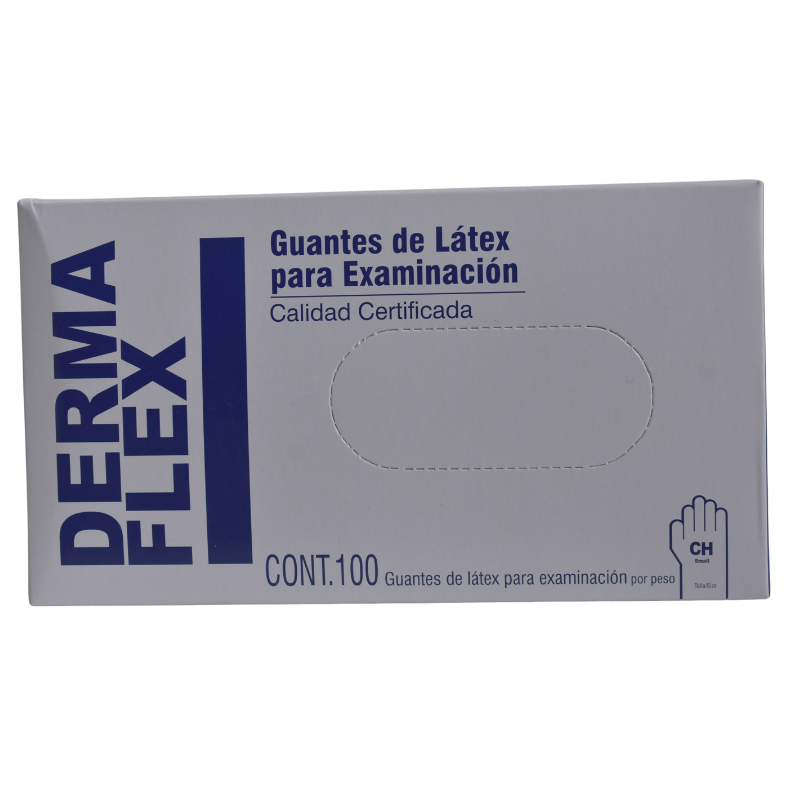 DERMA
FLEX
Guantes de Látex
para Examinación
Calidad Certificada
CONT.100 Guantes de látex para examinación por peso
CH
Small
Talla/Size